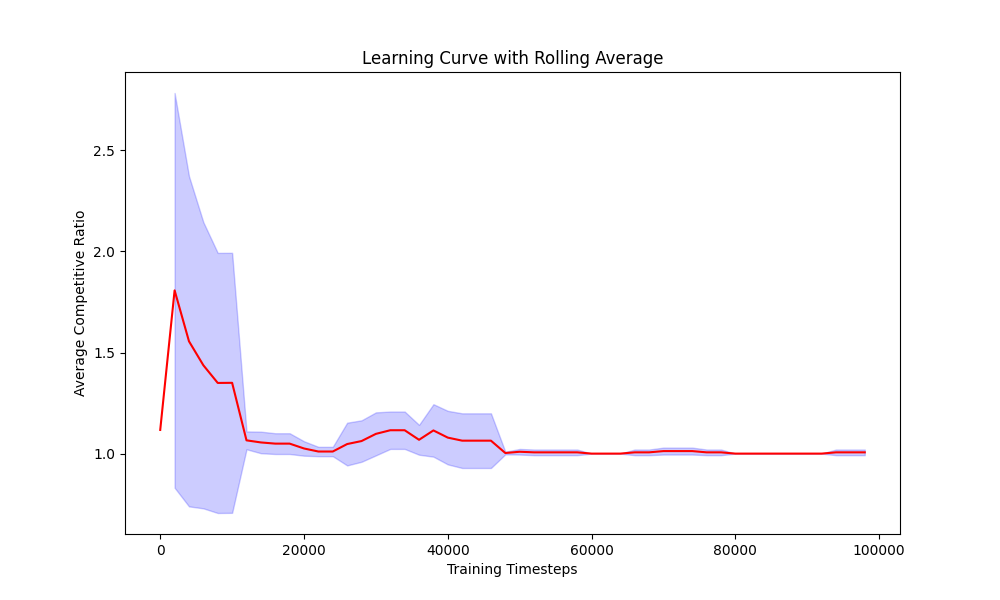 Learning Curve with Rolling Average
2.5
2.0
1.5
1.0
Average Competitive Ratio
0 20000 40000 60000 80000 100000
Training Timesteps